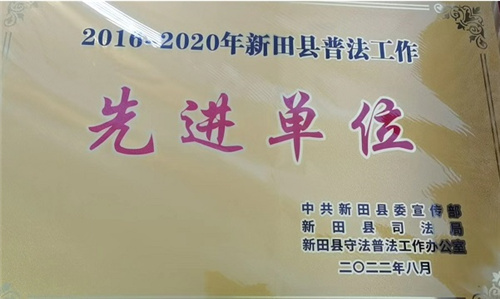 2016-2020年新田县普法工作
先进单位
中共新田县委宣传部
新田县司法局
新田县守法普法工作办公室
二〇二二年八月